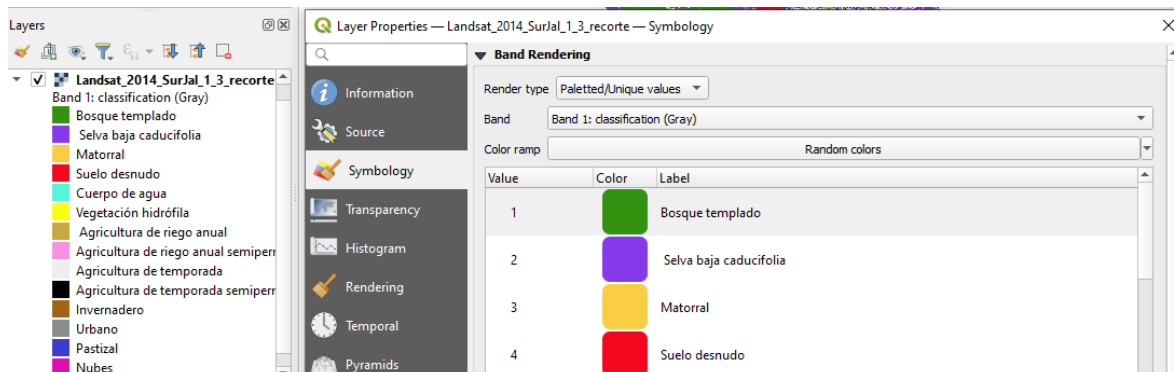 Layers
Landsat_2014_SurJal_1_3_recorte
Band 1: classification (Gray)
Bosque templado
Selva baja caducifolia
Matorral
Suelo desnudo
Cuerpo de agua
Vegetación hidrófila
Agricultura de riego anual
Agricultura de riego anual semiperr
Agricultura de temporada
Agricultura de temporada semiperr
Invernadero
Urbano
Pastizal
Nubes
Layer Properties — Landsat_2014_SurJal_1_3_recorte — Symbology
Information
Source
Symbology
Transparency
Histogram
Rendering
Temporal
Pyramids
Band Rendering
Render type Paletted/Unique values
Band Band 1: classification (Gray)
Color ramp Random colors
Value Color Label
1 Bosque templado
2 Selva baja caducifolia
3 Matorral
4 Suelo desnudo